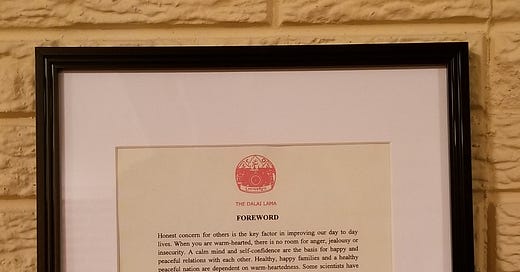 THE DALAI LAMA
FOREWORD
Honest concern for others is the key factor in improving our day to day
lives. When you are warm-hearted, there is no room for anger, jealousy or
insecurity. A calm mind and self-confidence are the basis for happy and
peaceful relations with each other. Healthy, happy families and a healthy
peaceful nation are dependent on warm-heartedness. Some scientists have